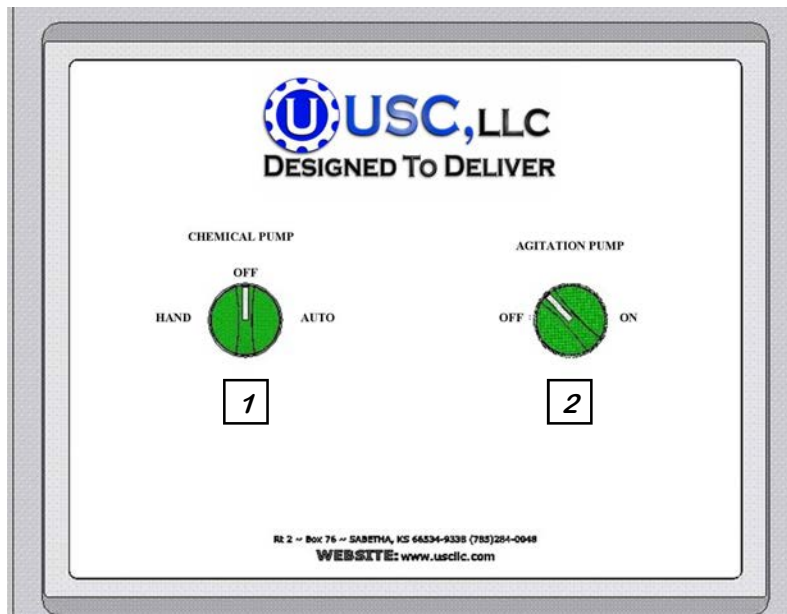 U USC, LLC
DESIGNED TO DELIVER
CHEMICAL PUMP
AGITATION PUMP
OFF
HAND
AUTO
OFF
ON
1
2
Rt 2 ~ Box 76 ~ SABETHA, KS 66534-9338 (785)284-0048
WEBSITE: www.uscllc.com